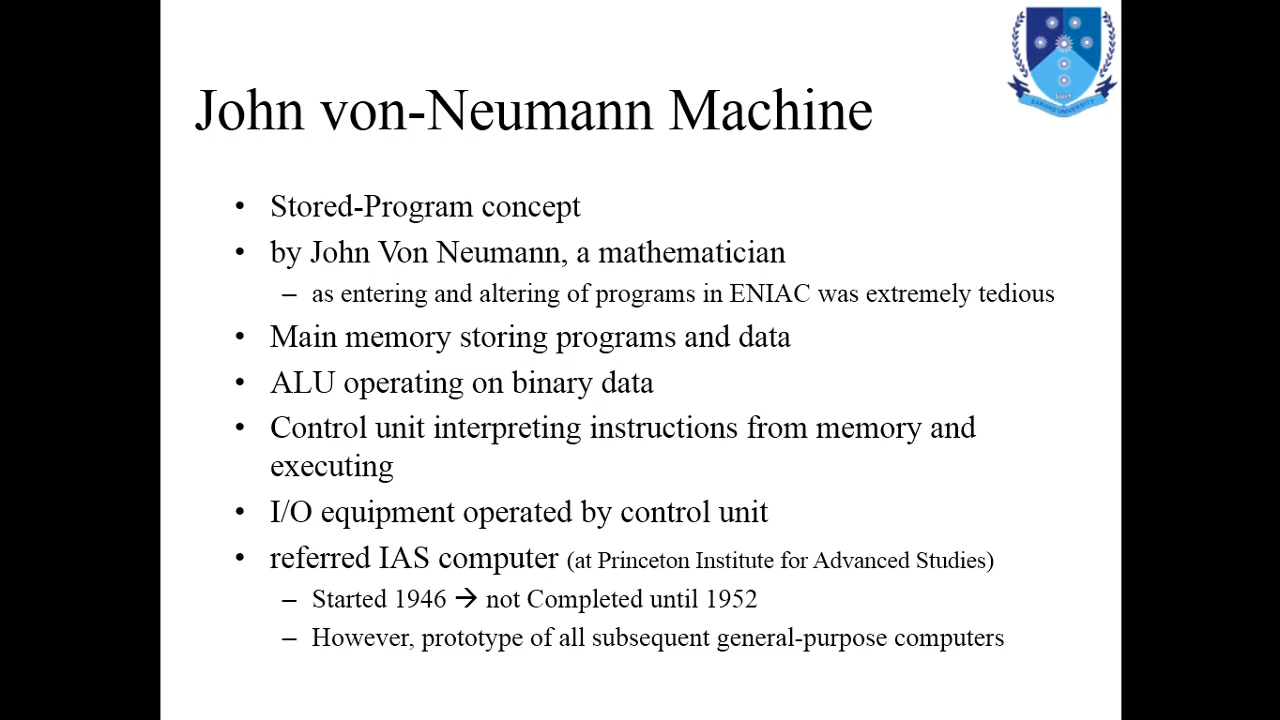 John von-Neumann Machine
• Stored-Program concept
• by John Von Neumann, a mathematician
– as entering and altering of programs in ENIAC was extremely tedious
• Main memory storing programs and data
• ALU operating on binary data
• Control unit interpreting instructions from memory and
executing
• I/O equipment operated by control unit
• referred IAS computer (at Princeton Institute for Advanced Studies)
– Started 1946 → not Completed until 1952
– However, prototype of all subsequent general-purpose computers